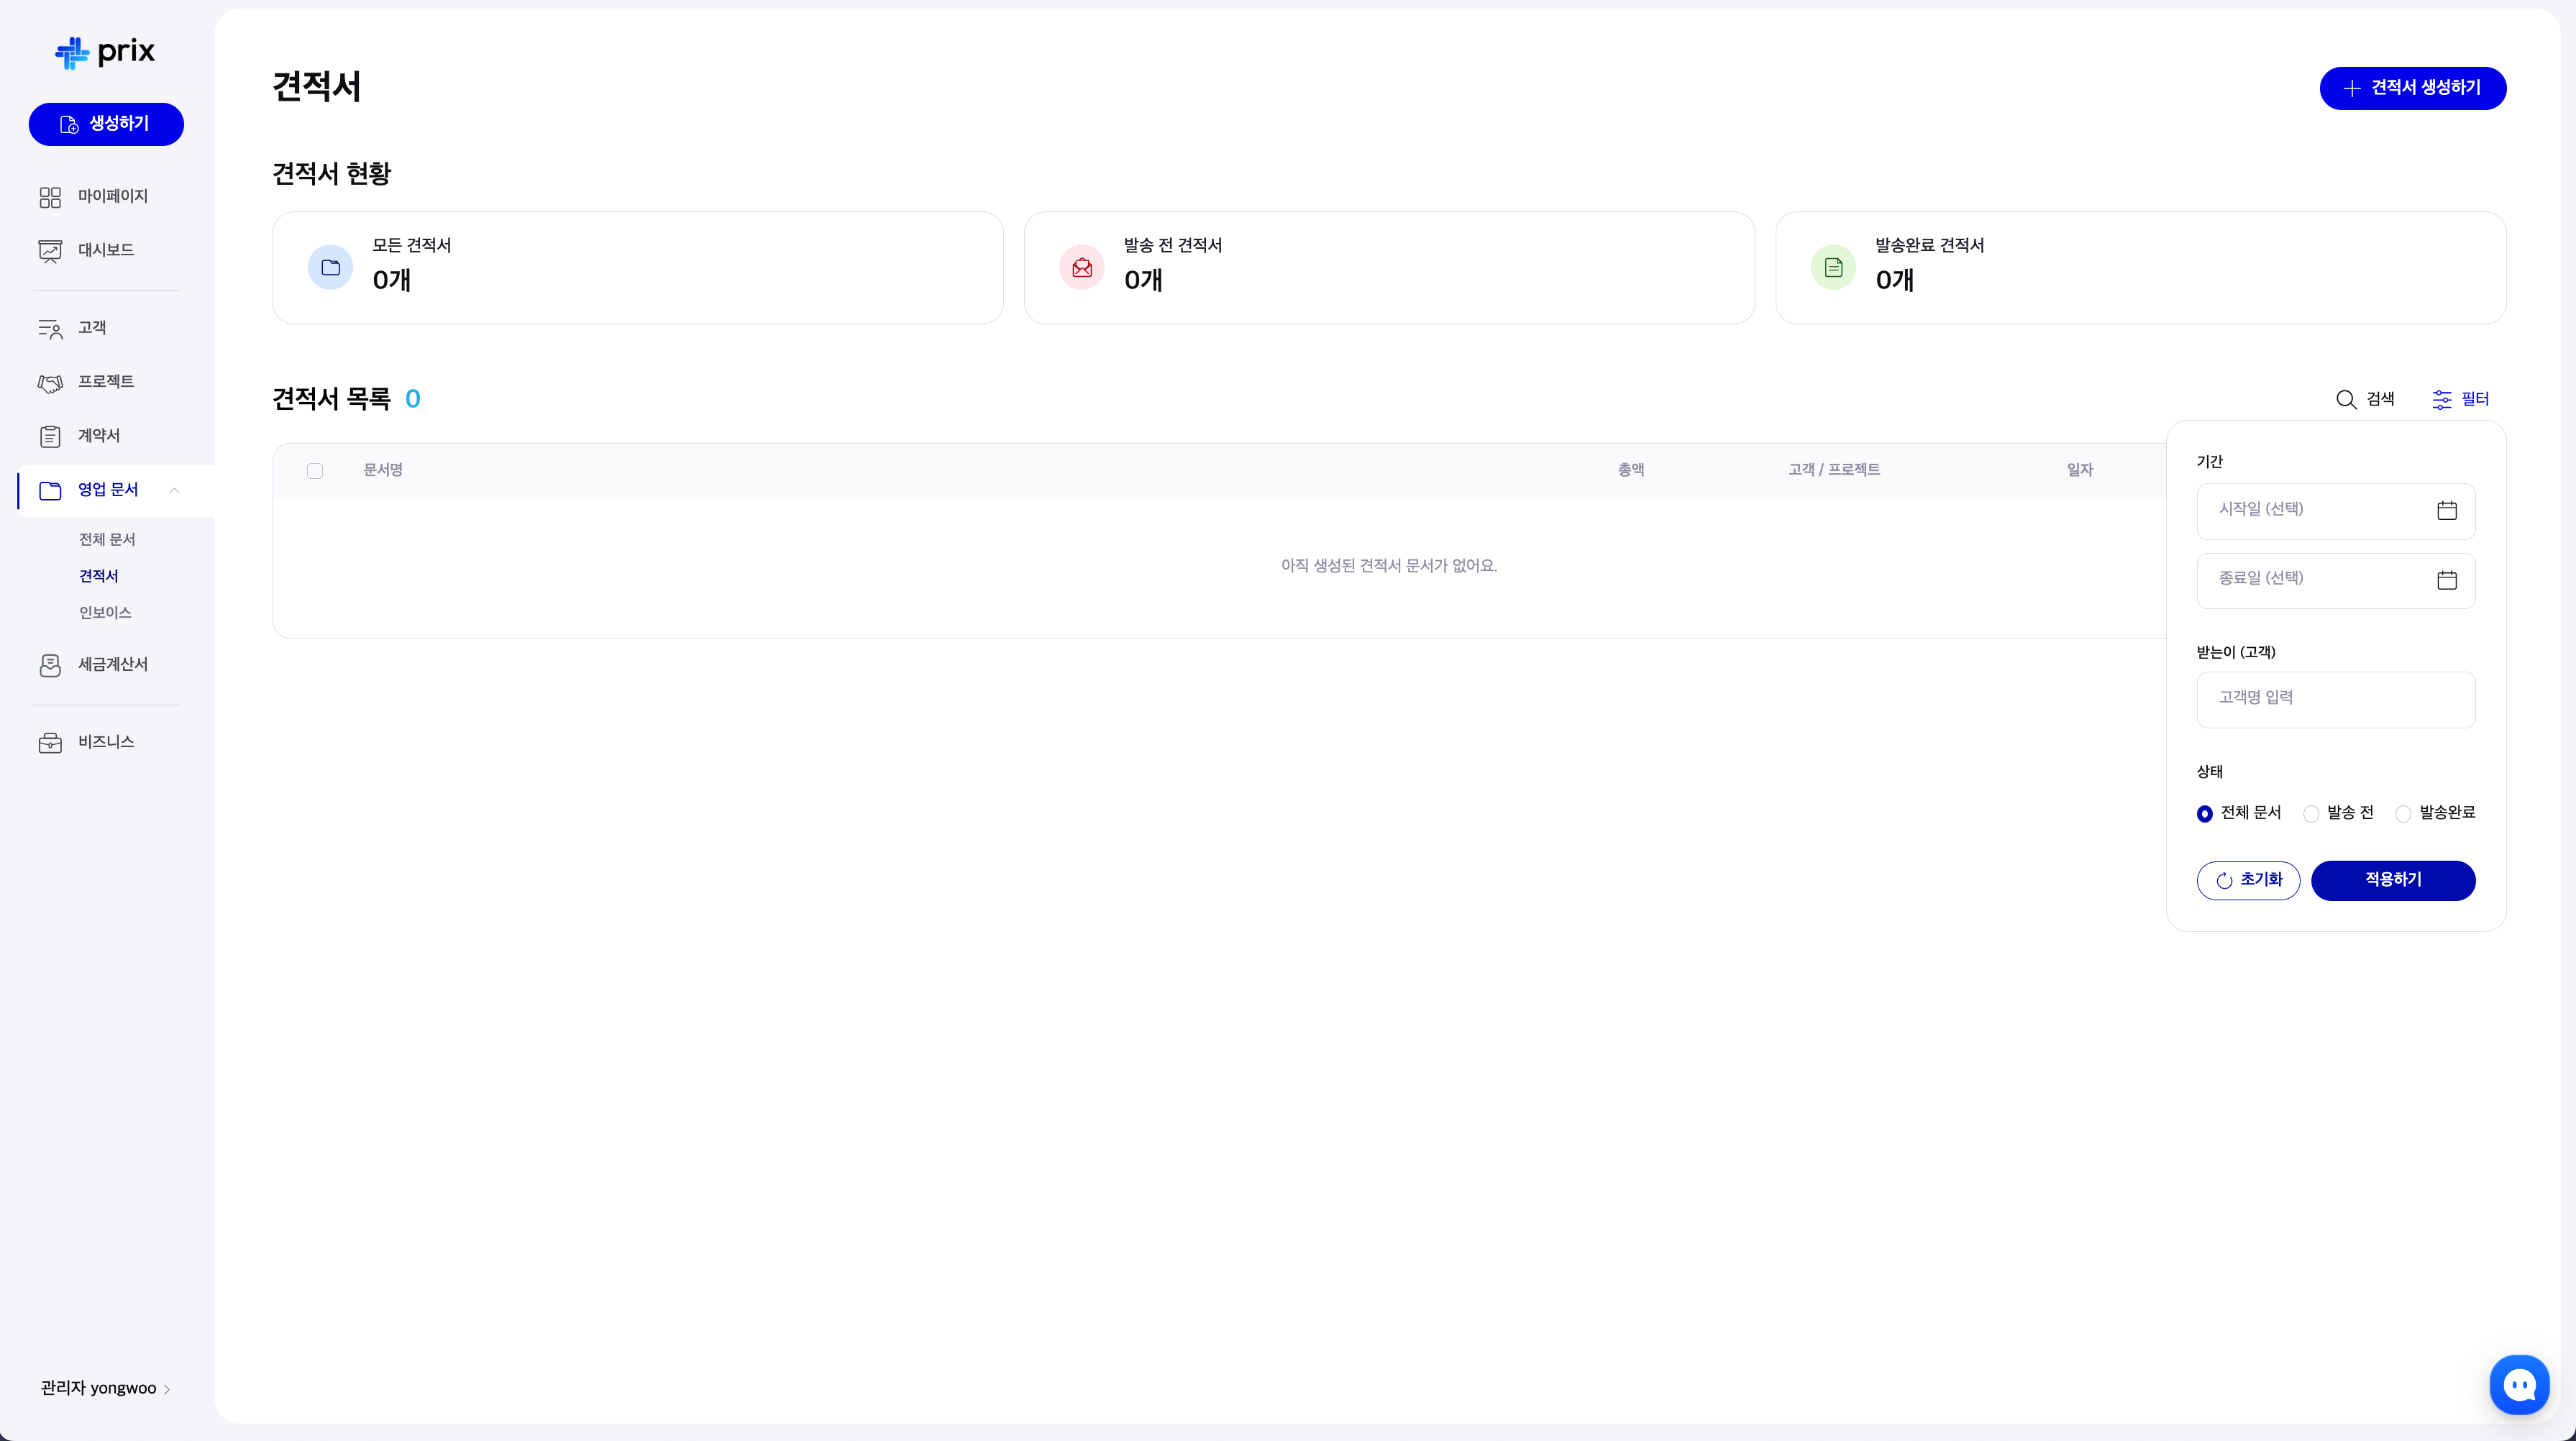 prix
생성하기
마이페이지
대시보드
고객
프로젝트
계약서
영업 문서
전체 문서
견적서
인보이스
세금계산서
비즈니스
관리자 yongwoo
견적서
견적서 생성하기
견적서 현황
모든 견적서
0개
발송 전 견적서
0개
발송완료 견적서
0개
견적서 목록 0
검색 필터
문서명 총액 고객 / 프로젝트 일자
아직 생성된 견적서 문서가 없어요.
기간
시작일 (선택)
종료일 (선택)
받는이 (고객)
고객명 입력
상태
전체 문서 발송 전 발송완료
초기화 적용하기